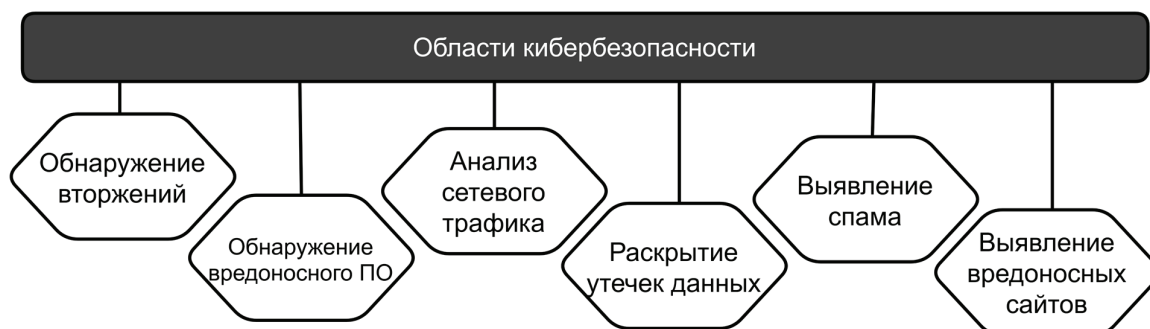 Области кибербезопасности
Обнаружение
вторжений
Обнаружение
вредоносного ПО
Анализ
сетевого
трафика
Раскрытие
утечек данных
Выявление
спама
Выявление
вредоносных
сайтов